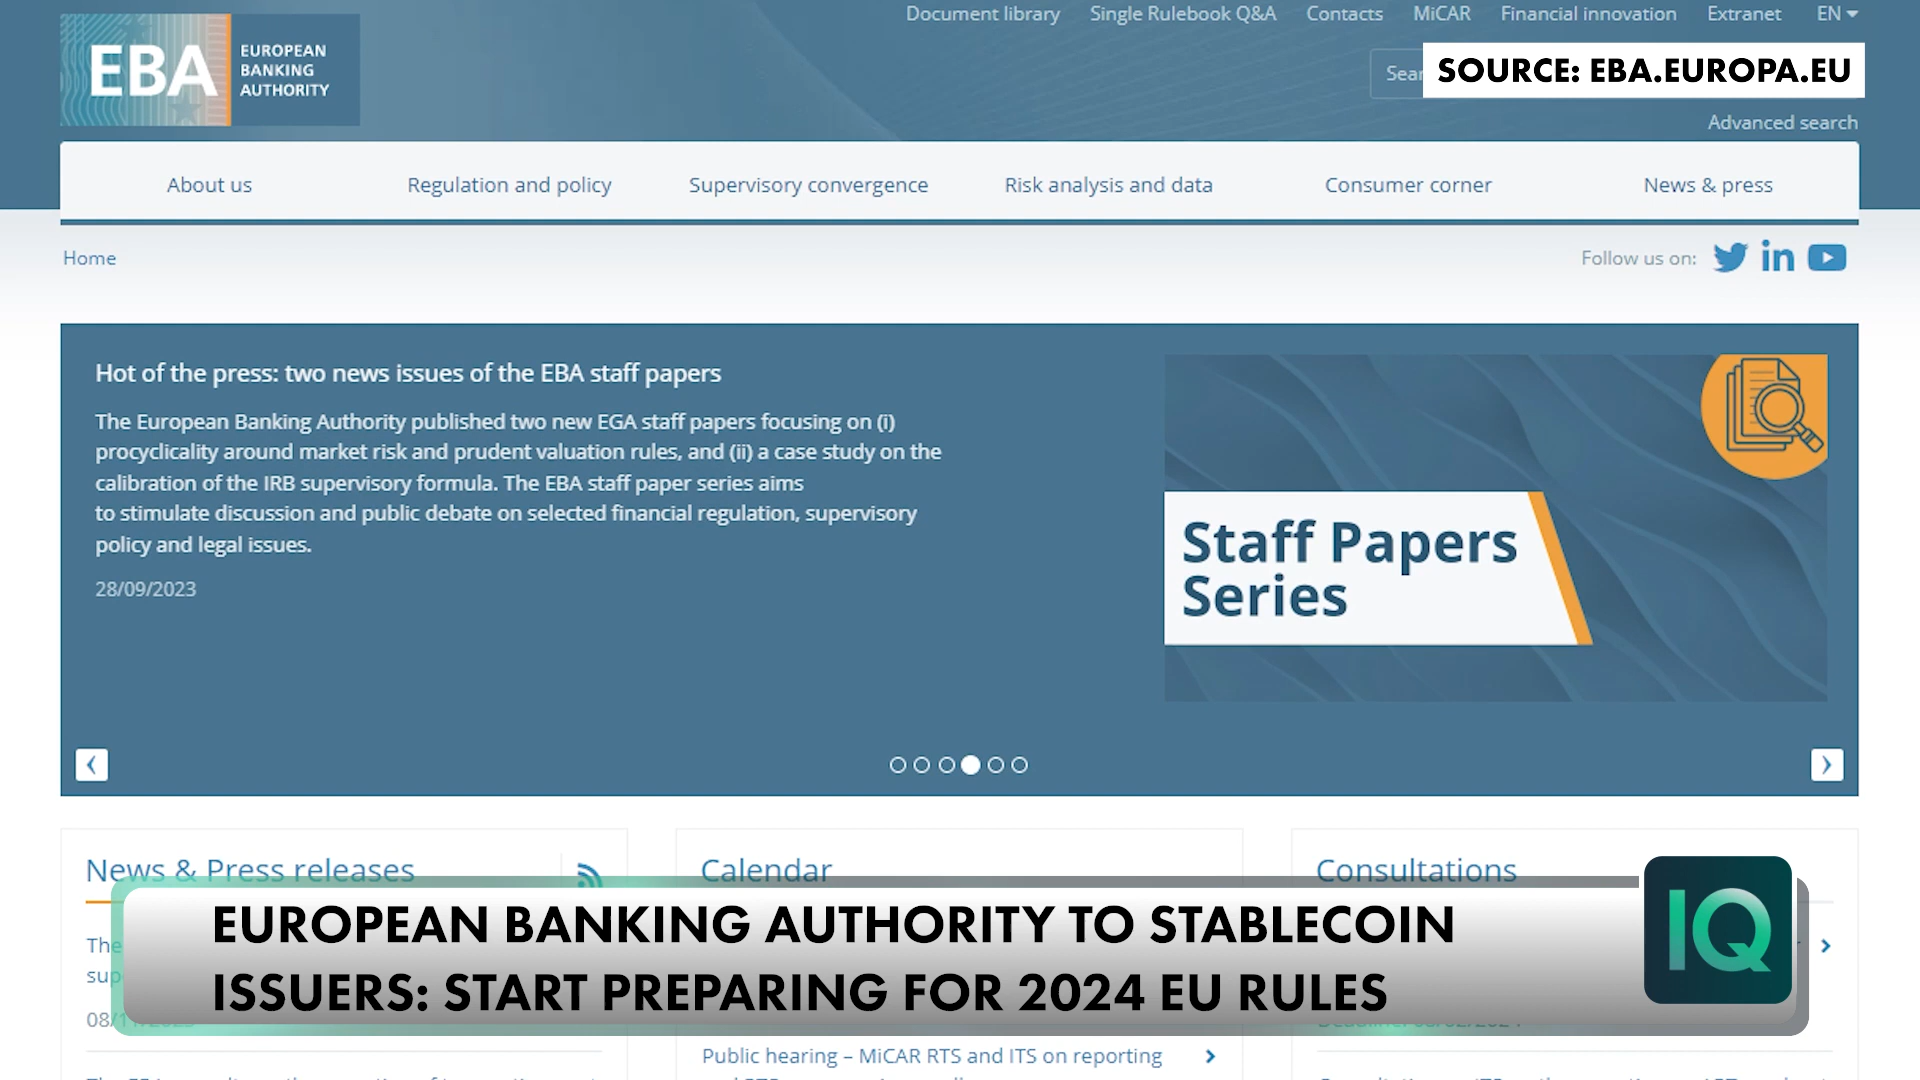 Document library Single Rulebook Q&A Contacts MiCAR Financial innovation Extranet EN
EBA EUROPEAN
BANKING
AUTHORITY
SOURCE: EBA.EUROPA.EU
Advanced search
About us Regulation and policy Supervisory convergence Risk analysis and data Consumer corner News & press
Home
Follow us on:
Hot of the press: two news issues of the EBA staff papers
The European Banking Authority published two new EGA staff papers focusing on (i)
procyclicality around market risk and prudent valuation rules, and (ii) a case study on the
calibration of the IRB supervisory formula. The EBA staff paper series aims
to stimulate discussion and public debate on selected financial regulation, supervisory
policy and legal issues.
28/09/2023
Staff Papers
Series
News & Press releases
Calendar
Consultations
EUROPEAN BANKING AUTHORITY TO STABLECOIN
ISSUERS: START PREPARING FOR 2024 EU RULES
IQ
Public hearing – MiCAR RTS and ITS on reporting